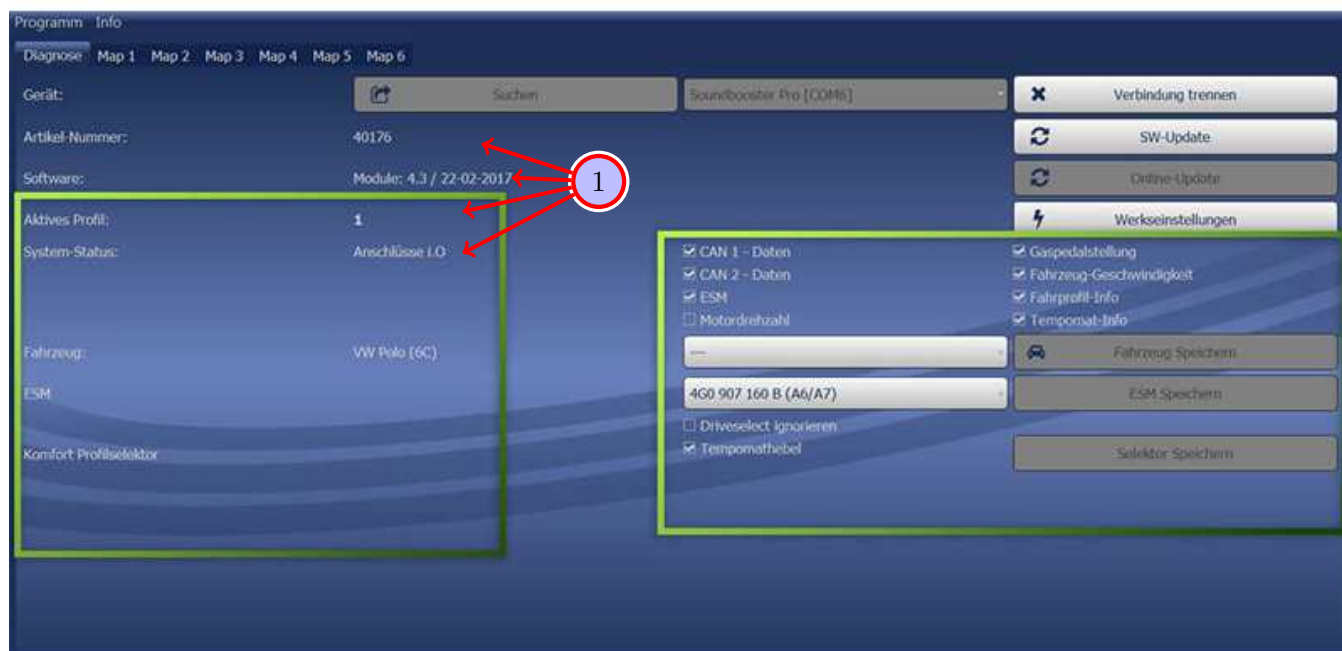 Programm Info
Diagnose Map 1 Map 2 Map 3 Map 4 Map 5 Map 6
Gerät: Suchen Soundbooster Pro [COM6] Verbindung trennen
Artikel-Nummer: 40176 SW-Update
Software: Module: 4.3 / 22-02-2017 1 Online-Update
Aktives Profil: 1 Werkseinstellungen
System-Status: Anschlüsse I.O CAN 1 - Daten Gaspedalstellung
CAN 2 - Daten Fahrzeug-Geschwindigkeit
ESM Fahrprofil-Info
Motordrehzahl Tempomat-Info
Fahrzeug: VW Polo (6C) --- Fahrzeug Speichern
ESM 4G0 907 160 B (A6/A7) ESM Speichern
Driveselect ignorieren
Komfort Profilselektor Tempomathebel Selektor Speichern